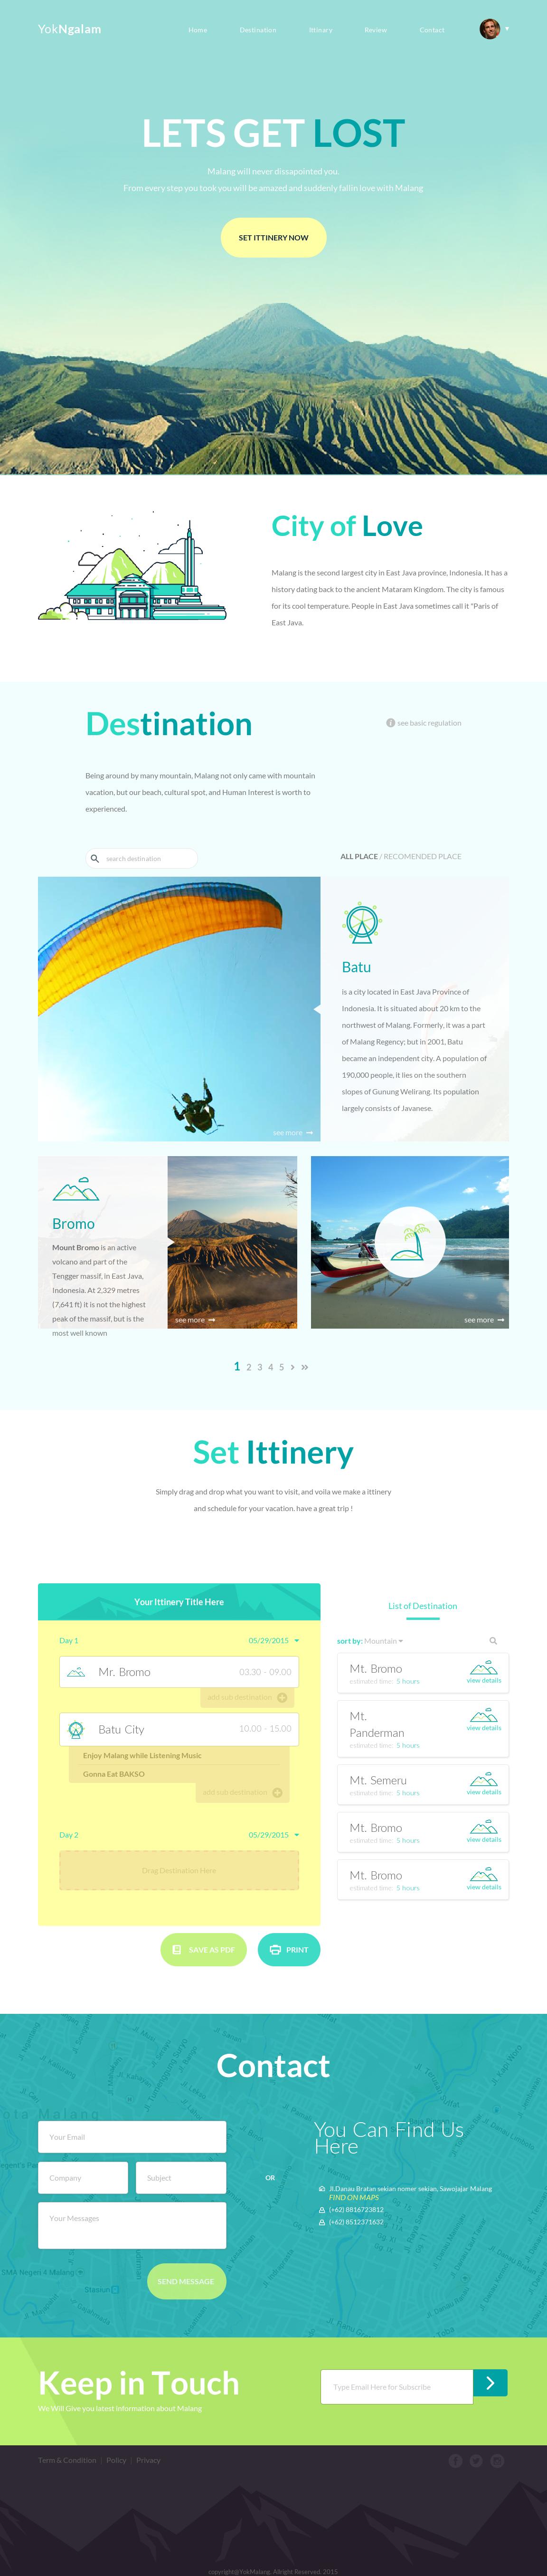 YokNgalam
Home Destination Ittinary Review Contact
LETS GET LOST
Malang will never dissapointed you.
From every step you took you will be amazed and suddenly fallin love with Malang
SET ITTINERY NOW
City of Love
Malang is the second largest city in East Java province, Indonesia. It has a
history dating back to the ancient Mataram Kingdom. The city is famous
for its cool temperature. People in East Java sometimes call it "Paris of
East Java.
Destination
see basic regulation
Being around by many mountain, Malang not only came with mountain
vacation, but our beach, cultural spot, and Human Interest is worth to
experienced.
search destination
ALL PLACE / RECOMENDED PLACE
see more
Batu
is a city located in East Java Province of
Indonesia. It is situated about 20 km to the
northwest of Malang. Formerly, it was a part
of Malang Regency; but in 2001, Batu
became an independent city. A population of
190,000 people, it lies on the southern
slopes of Gunung Welirang. Its population
largely consists of Javanese.
Bromo
Mount Bromo is an active
volcano and part of the
Tengger massif, in East Java,
Indonesia. At 2,329 metres
(7,641 ft) it is not the highest
peak of the massif, but is the
most well known
see more
see more
1 2 3 4 5 > >>
Set Ittinery
Simply drag and drop what you want to visit, and voila we make a ittinery
and schedule for your vacation. have a great trip !
Your Ittinery Title Here
Day 1 05/29/2015
Mr. Bromo 03.30 - 09.00
add sub destination
Batu City 10.00 - 15.00
Enjoy Malang while Listening Music
Gonna Eat BAKSO
add sub destination
Day 2 05/29/2015
Drag Destination Here
SAVE AS PDF
PRINT
List of Destination
sort by: Mountain
Mt. Bromo
estimated time: 5 hours
view details
Mt.
Panderman
estimated time: 5 hours
view details
Mt. Semeru
estimated time: 5 hours
view details
Mt. Bromo
estimated time: 5 hours
view details
Mt. Bromo
estimated time: 5 hours
view details
Contact
Your Email
Company
Subject
Your Messages
SEND MESSAGE
OR
You Can Find Us
Here
Jl.Danau Bratan sekian nomer sekian, Sawojajar Malang
FIND ON MAPS
(+62) 8816723812
(+62) 8512371632
SMA Negeri 8 Malang
Stasiun
Keep in Touch
We Will Give you latest information about Malang
Type Email Here for Subscribe
Term & Condition | Policy | Privacy
copyright@YokMalang. Allright Reserved. 2015